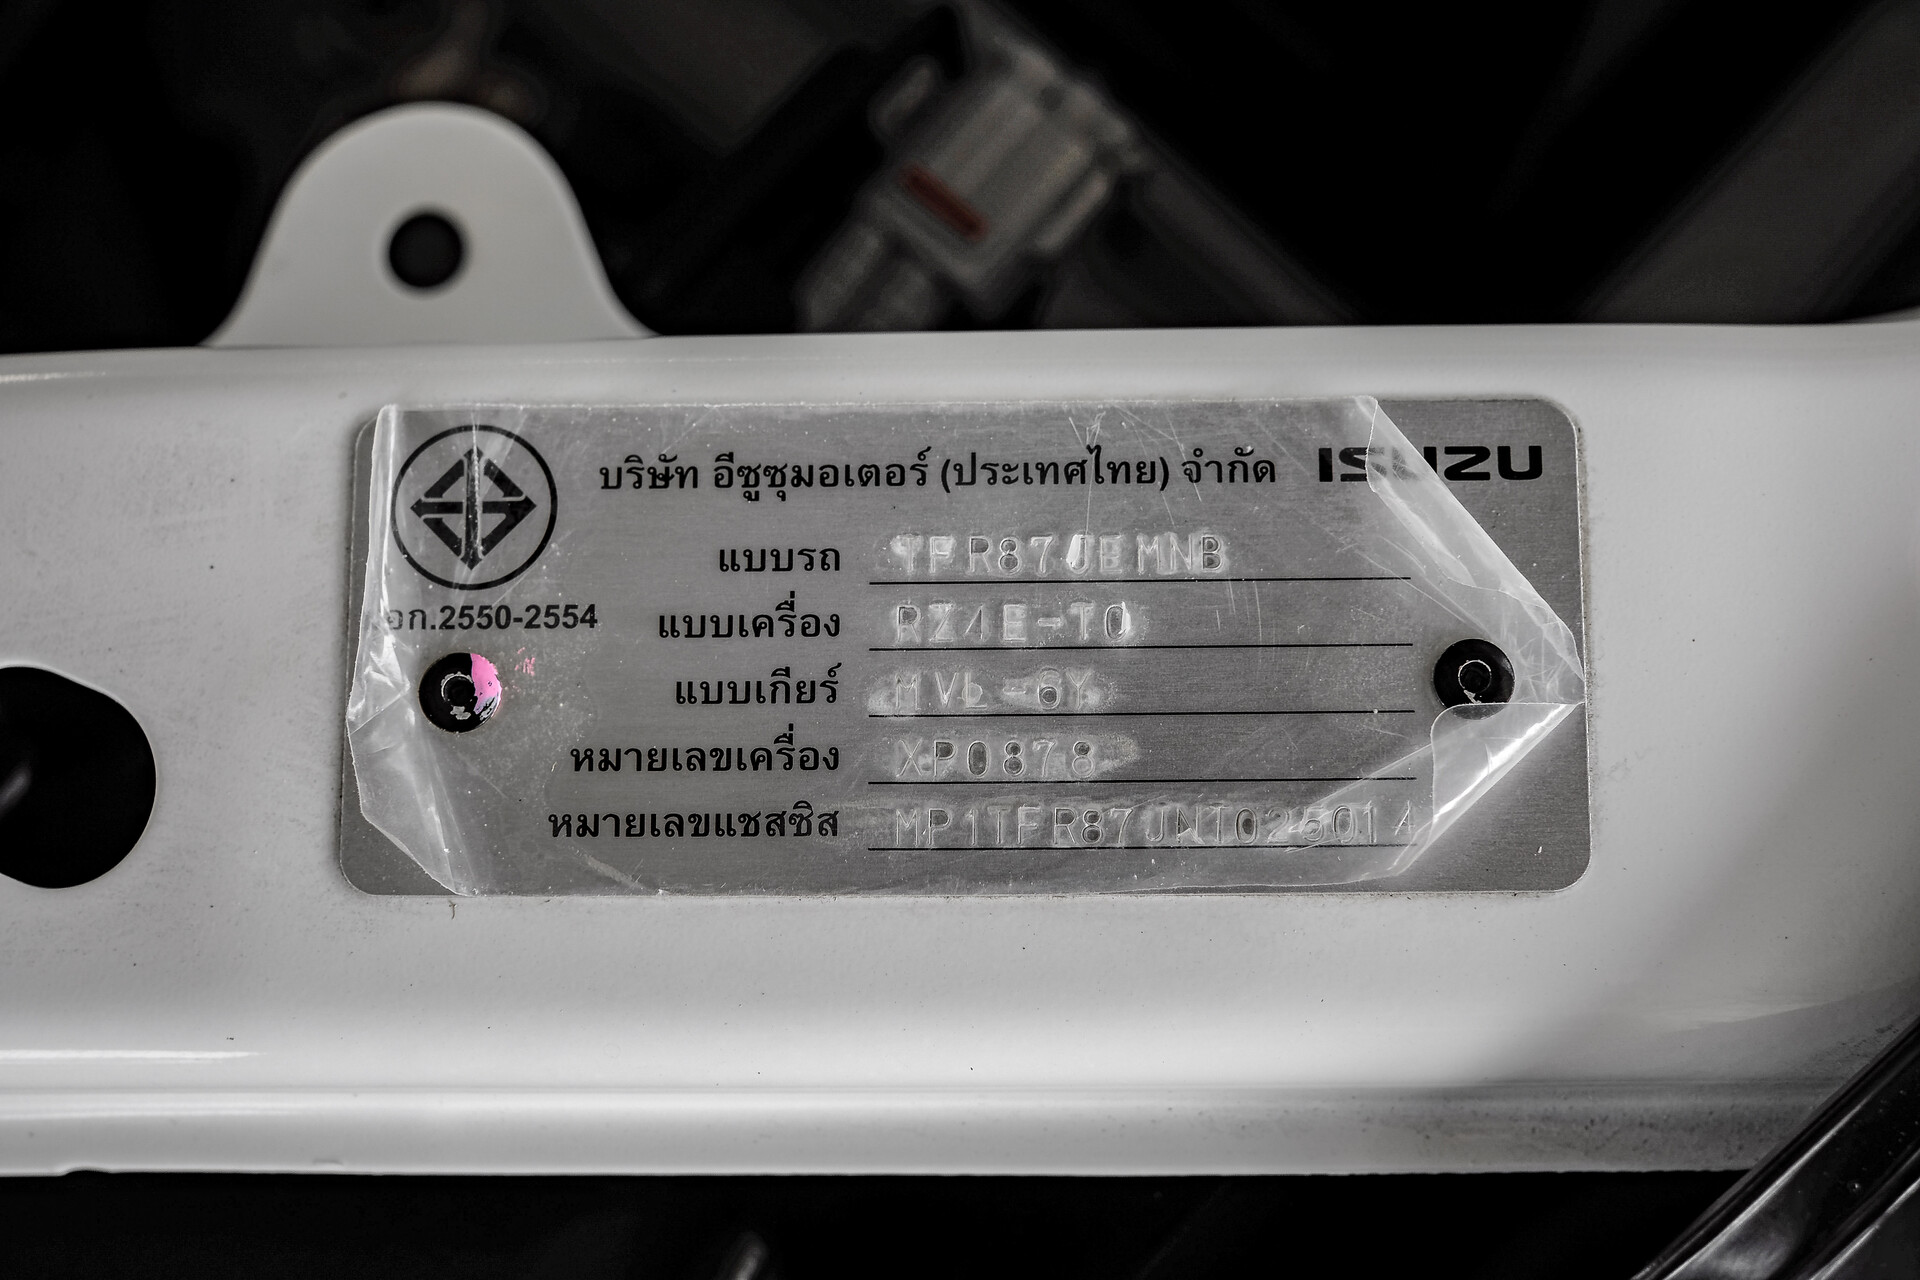 บริษัท อีซูซุมอเตอร์ (ประเทศไทย) จำกัด ISUZU
แบบรถ TFR87JEMNB
มอก.2550-2554
แบบเครื่อง RZ4E-T0
แบบเกียร์ MVL-6Y
หมายเลขเครื่อง XP0878
หมายเลขแชสซิส MP1TFR87JNT025014